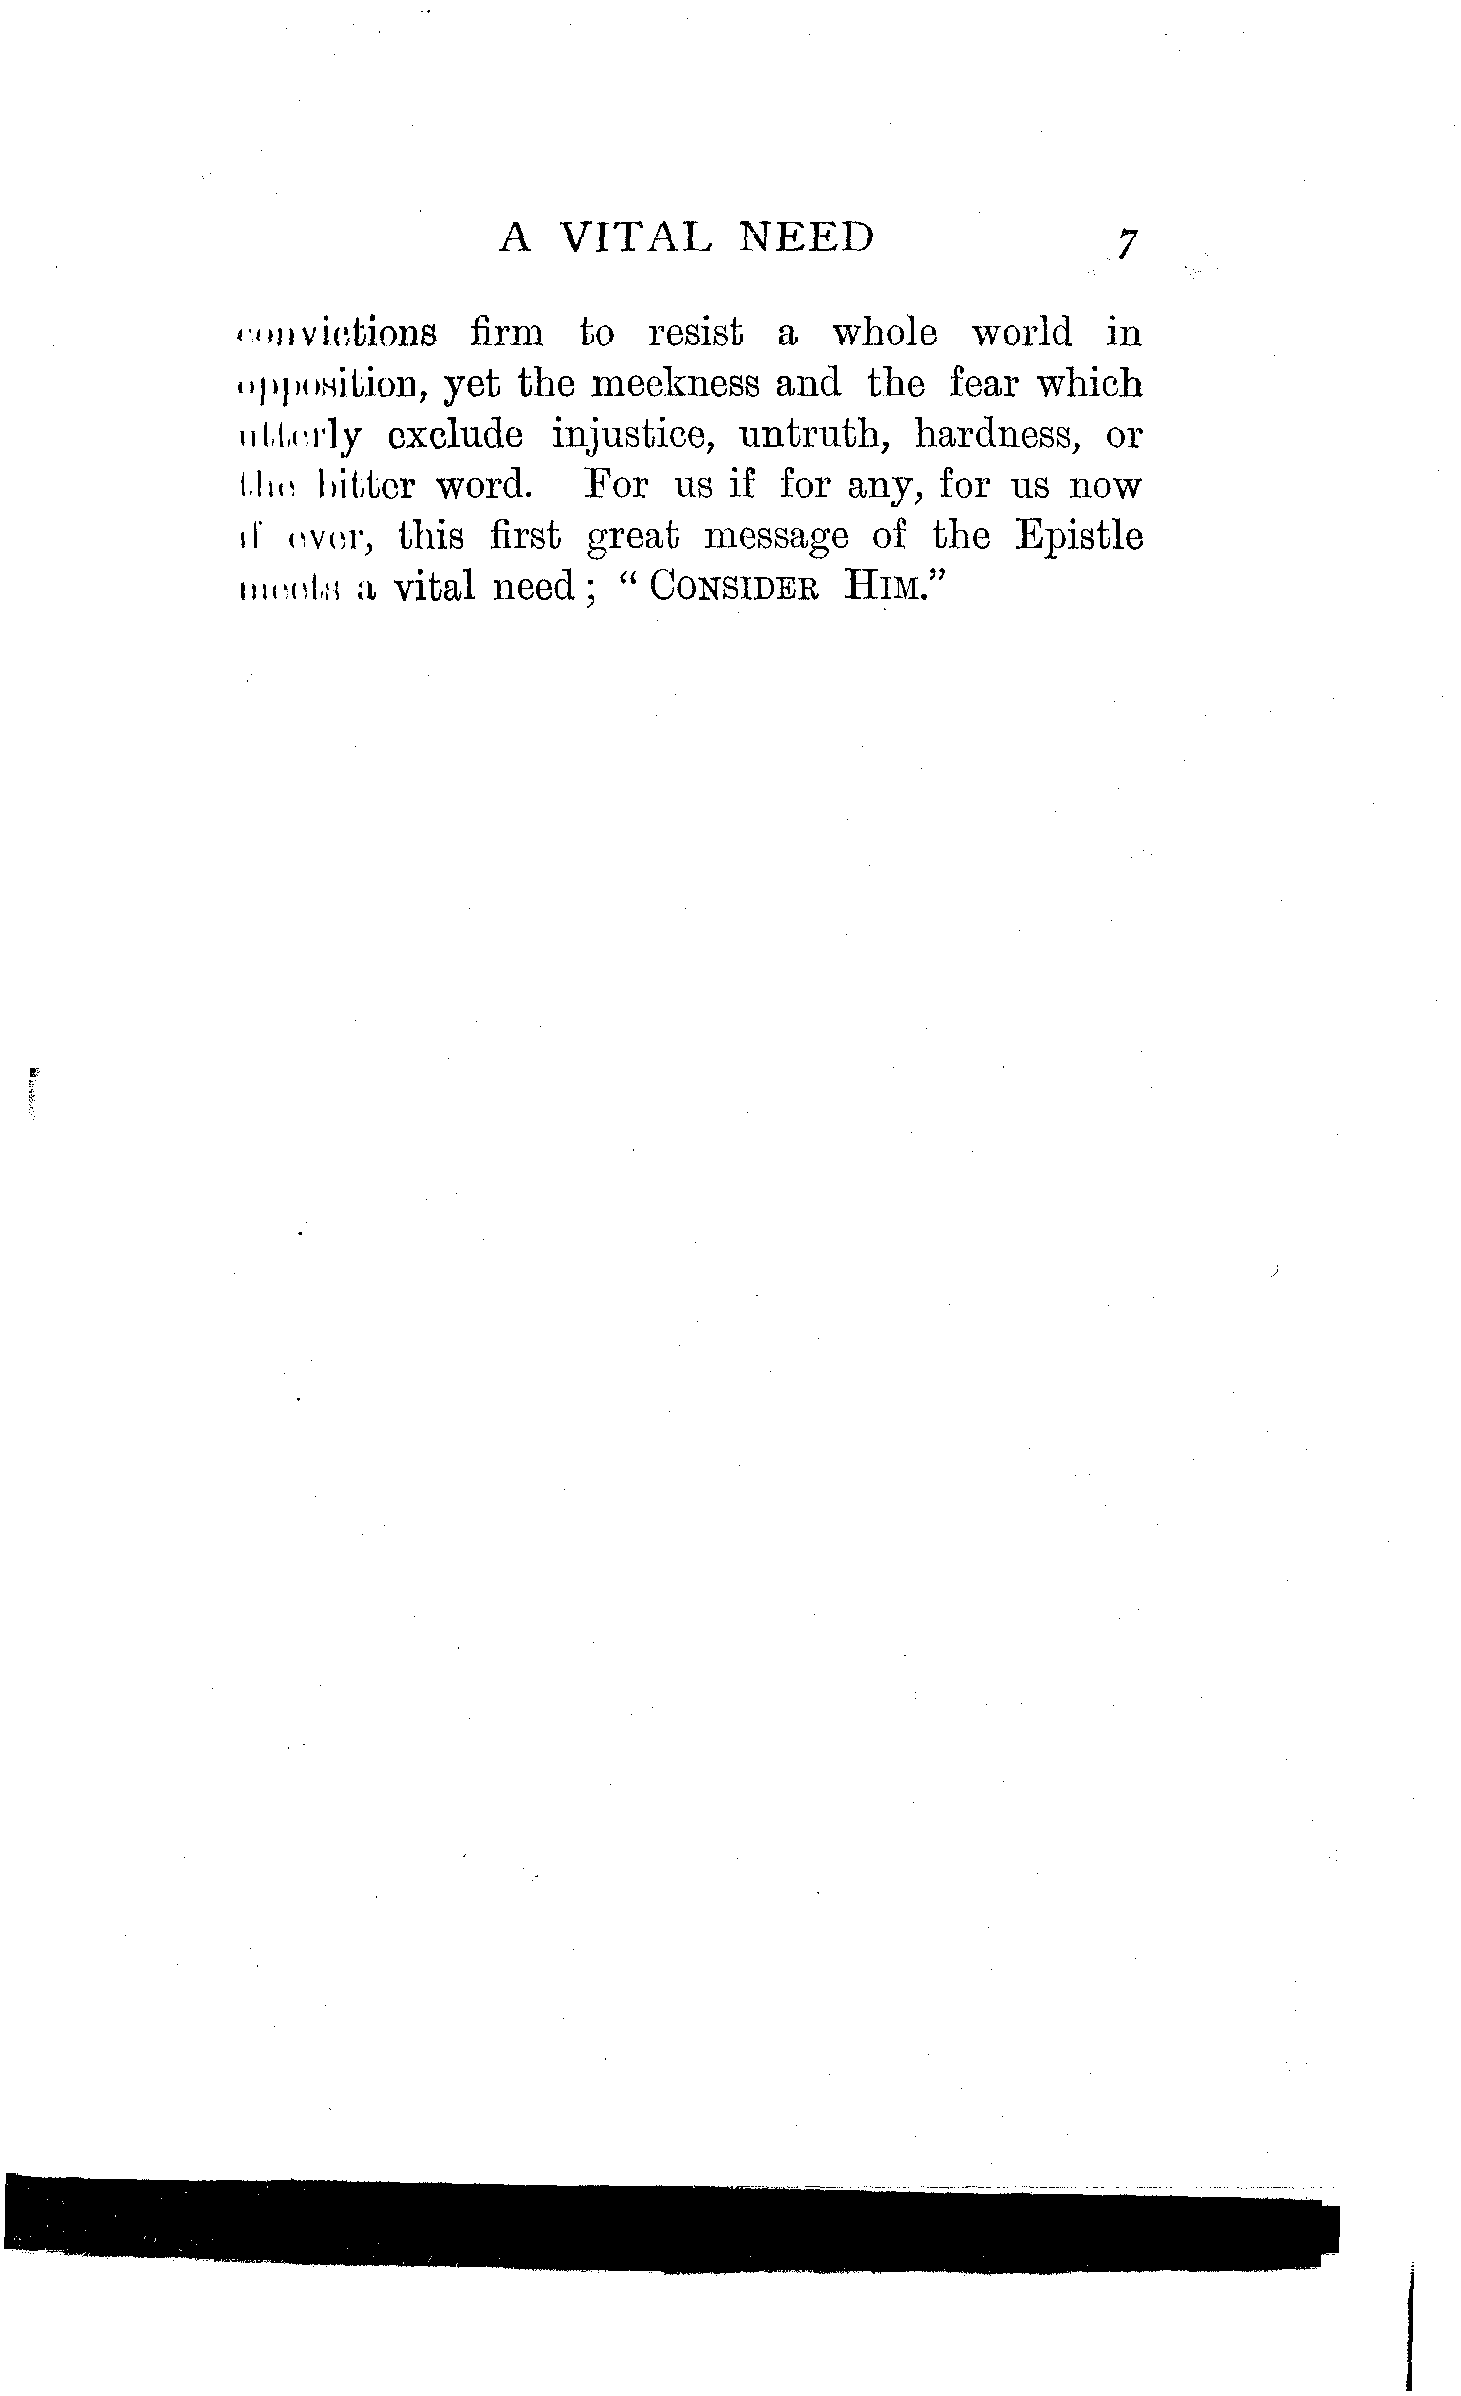 A VITAL NEED 7
convictions firm to resist a whole world in
opposition, yet the meekness and the fear which
utterly exclude injustice, untruth, hardness, or
the bitter word. For us if for any, for us now
if ever, this first great message of the Epistle
meets a vital need; “CONSIDER HIM.”